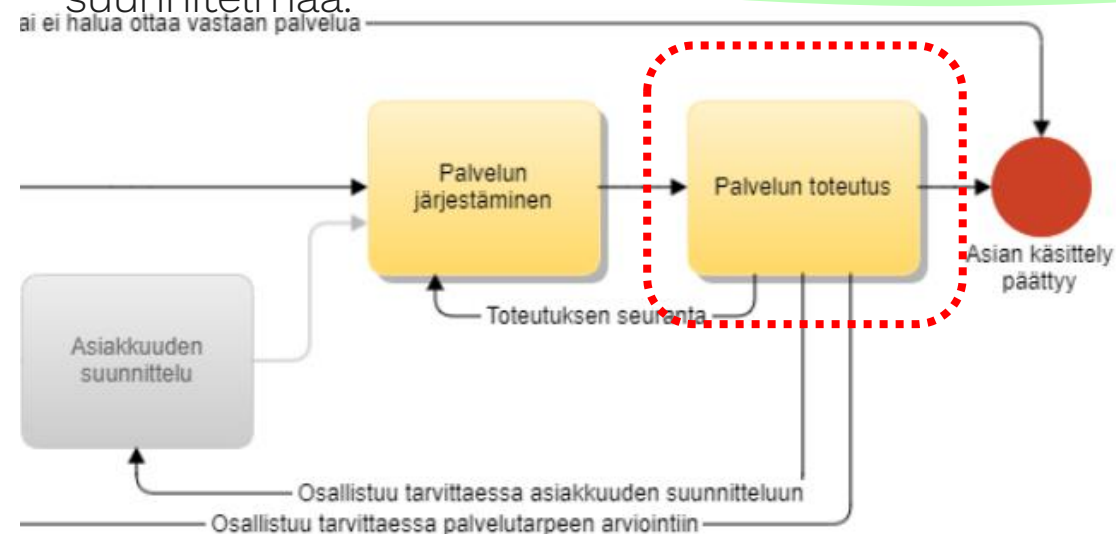 suunnitelmaa.
ai ei halua ottaa vastaan palvelua
Palvelun
järjestäminen
Palvelun toteutus
Asian käsittely
päättyy
Toteutuksen seuranta
Asiakkuuden
suunnittelu
Osallistuu tarvittaessa asiakkuuden suunnitteluun
Osallistuu tarvittaessa palvelutarpeen arviointiin